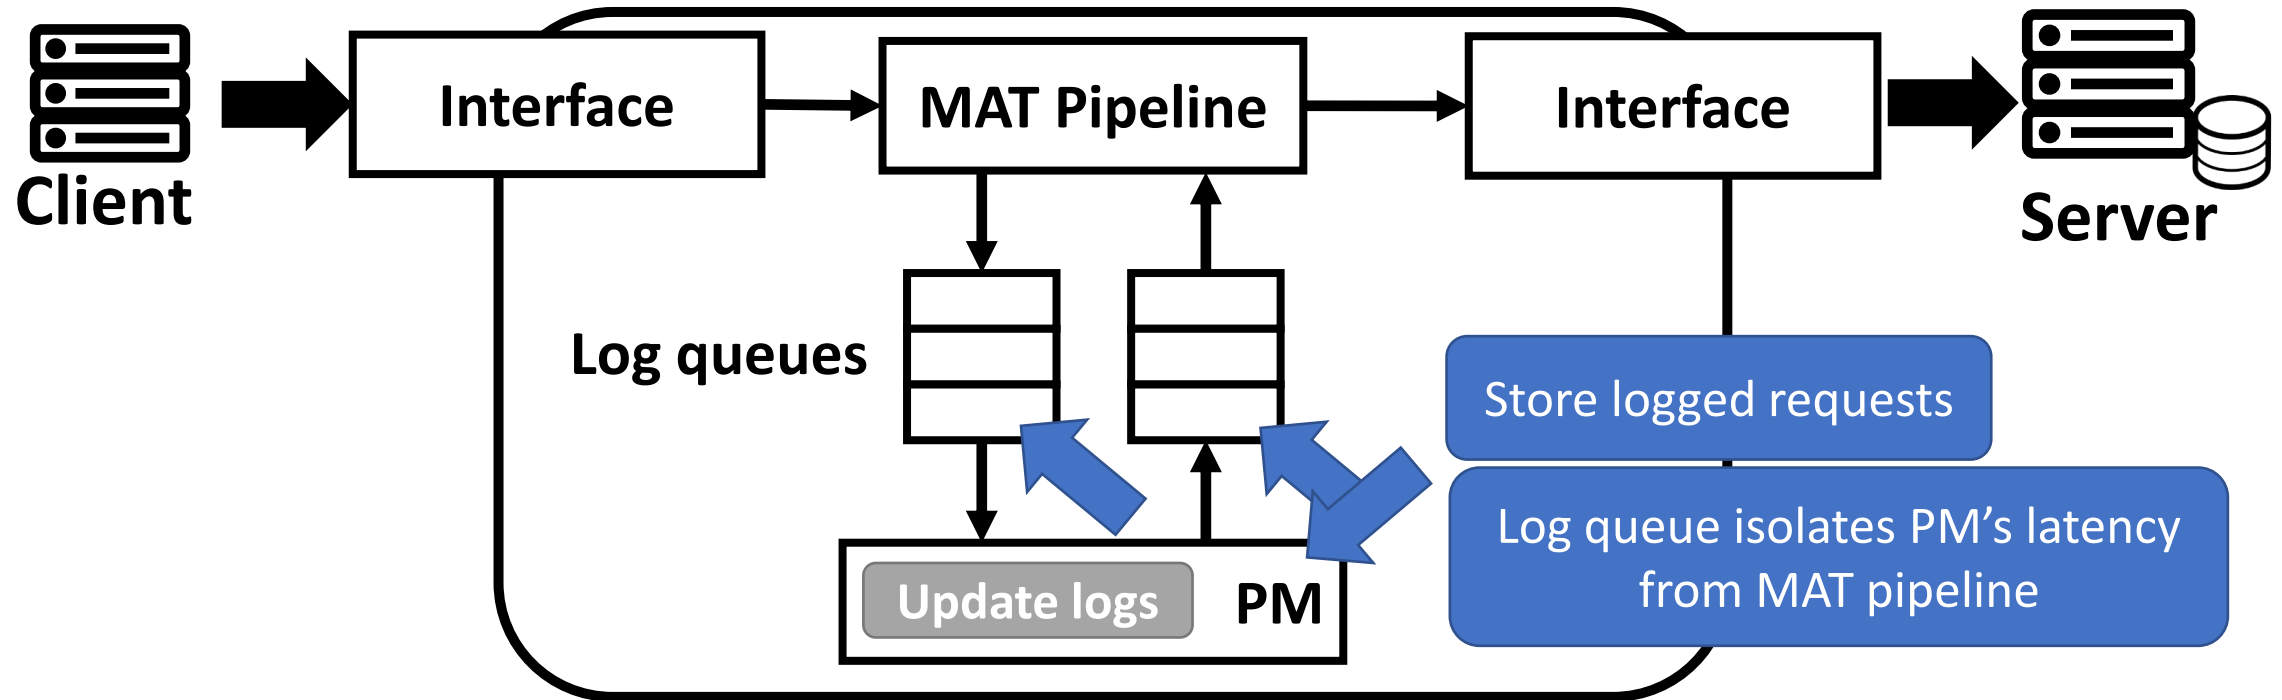 Client
Interface
MAT Pipeline
Interface
Server
Log queues
Store logged requests
Log queue isolates PM’s latency
from MAT pipeline
Update logs
PM